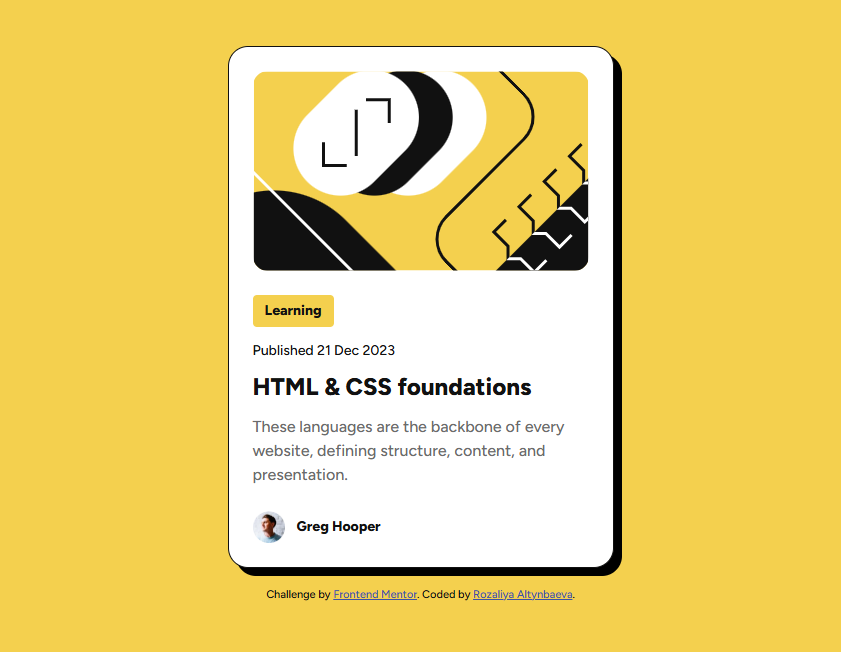 Learning
Published 21 Dec 2023
HTML & CSS foundations
These languages are the backbone of every
website, defining structure, content, and
presentation.
Greg Hooper
Challenge by Frontend Mentor. Coded by Rozaliya Altynbaeva.